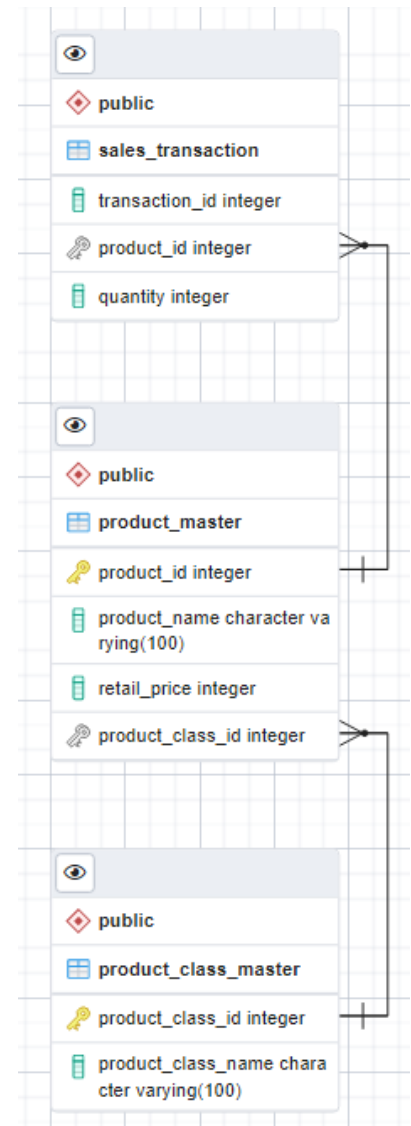 public
sales_transaction
transaction_id integer
product_id integer
quantity integer
public
product_master
product_id integer
product_name character va
rying(100)
retail_price integer
product_class_id integer
public
product_class_master
product_class_id integer
product_class_name chara
cter varying(100)